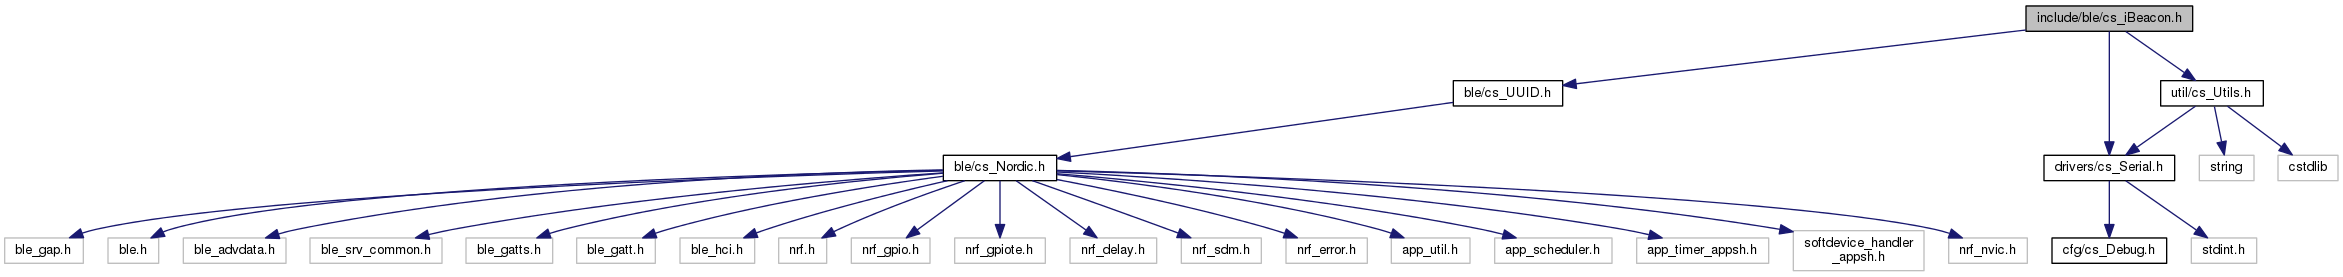 include/ble/cs_iBeacon.h
ble/cs_UUID.h
util/cs_Utils.h
ble/cs_Nordic.h
drivers/cs_Serial.h
string
cstdlib
ble_gap.h
ble.h
ble_advdata.h
ble_srv_common.h
ble_gatts.h
ble_gatt.h
ble_hci.h
nrf.h
nrf_gpio.h
nrf_gpiote.h
nrf_delay.h
nrf_sdm.h
nrf_error.h
app_util.h
app_scheduler.h
app_timer_appsh.h
softdevice_handler
_appsh.h
nrf_nvic.h
cfg/cs_Debug.h
stdint.h